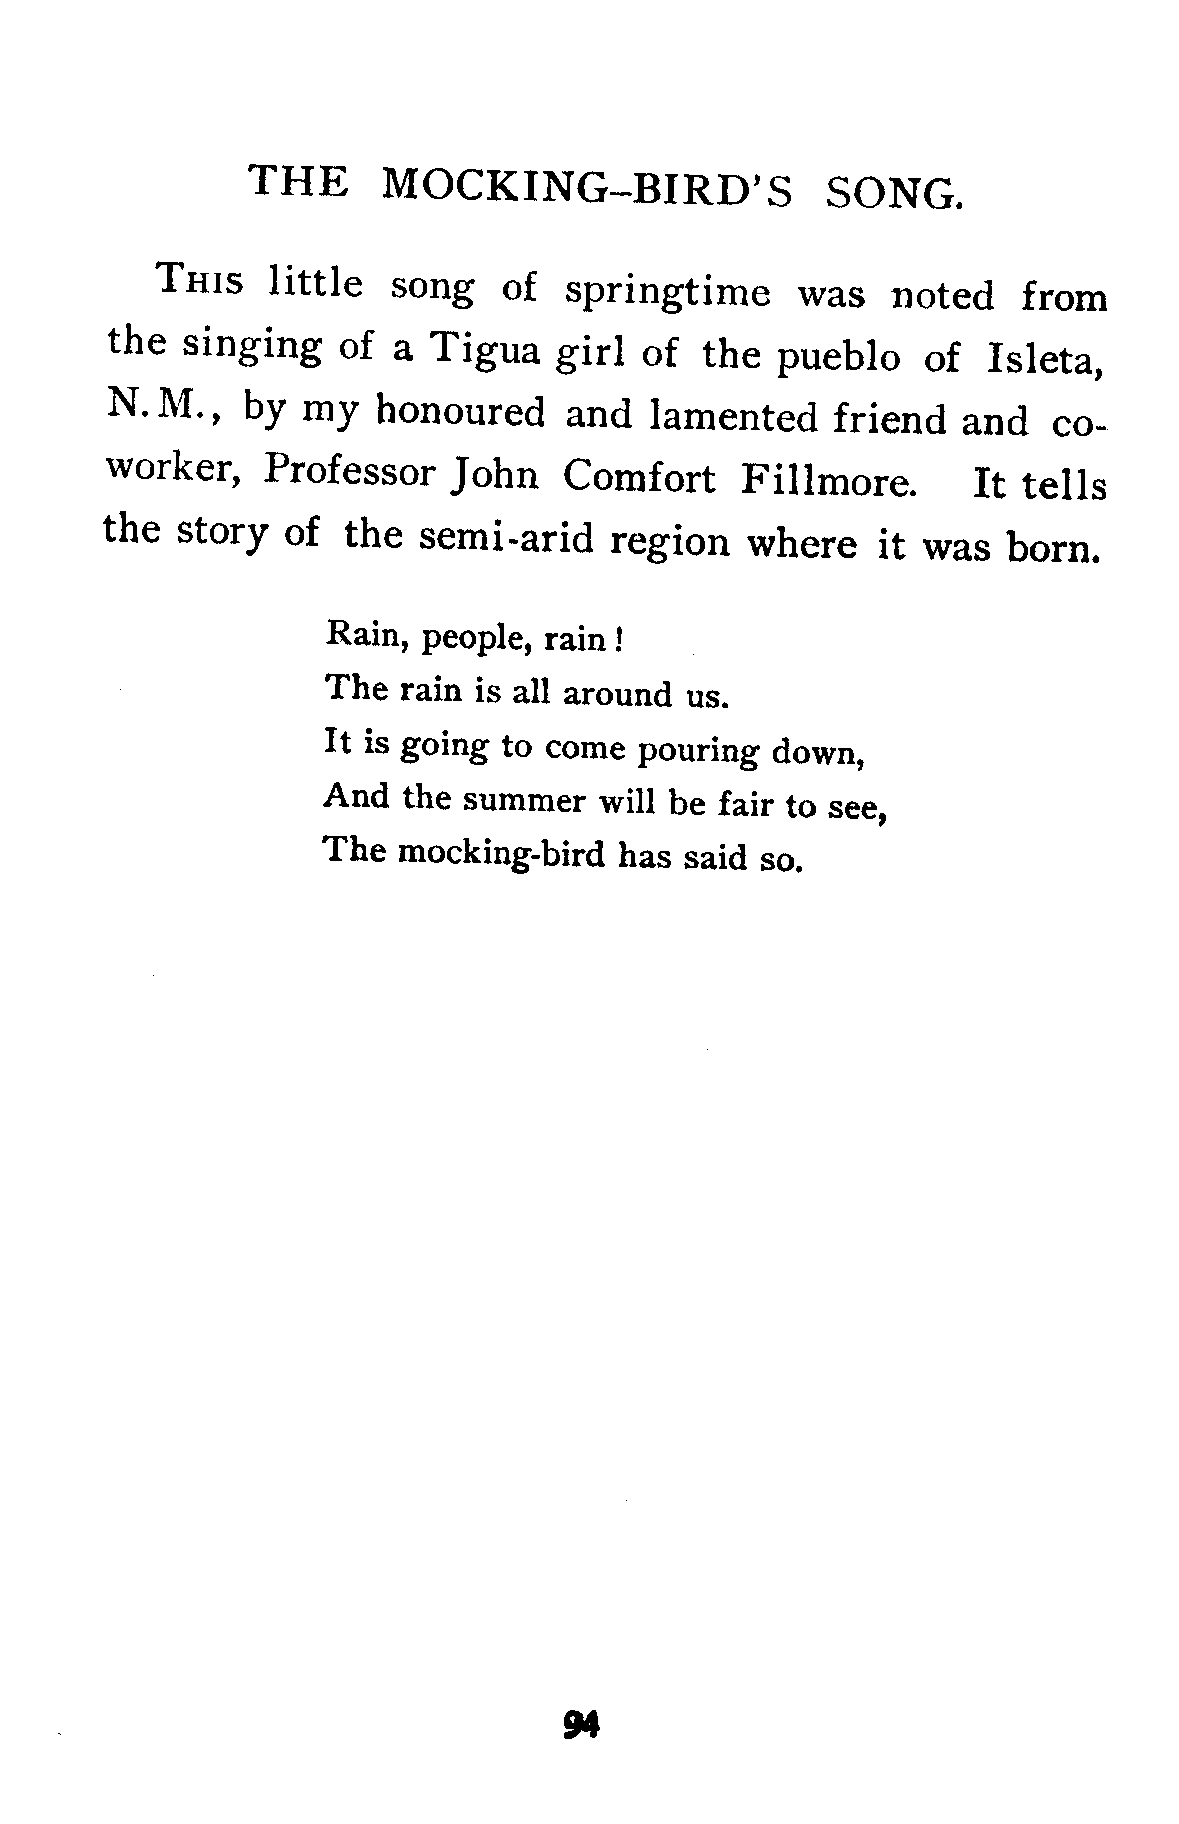 THE MOCKING-BIRD'S SONG.
THIS little song of springtime was noted from
the singing of a Tigua girl of the pueblo of Isleta,
N. M., by my honoured and lamented friend and co-
worker, Professor John Comfort Fillmore. It tells
the story of the semi-arid region where it was born.
Rain, people, rain !
The rain is all around us.
It is going to come pouring down,
And the summer will be fair to see,
The mocking-bird has said so.
94